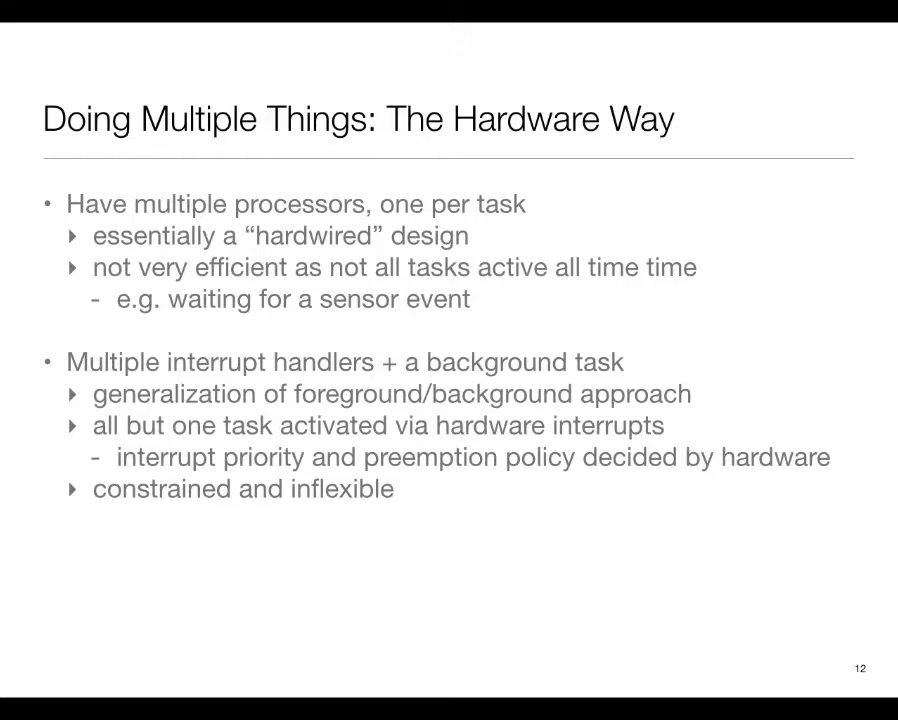 Doing Multiple Things: The Hardware Way
• Have multiple processors, one per task
‣ essentially a “hardwired” design
‣ not very efficient as not all tasks active all time time
- e.g. waiting for a sensor event
• Multiple interrupt handlers + a background task
‣ generalization of foreground/background approach
‣ all but one task activated via hardware interrupts
- interrupt priority and preemption policy decided by hardware
‣ constrained and inflexible
12